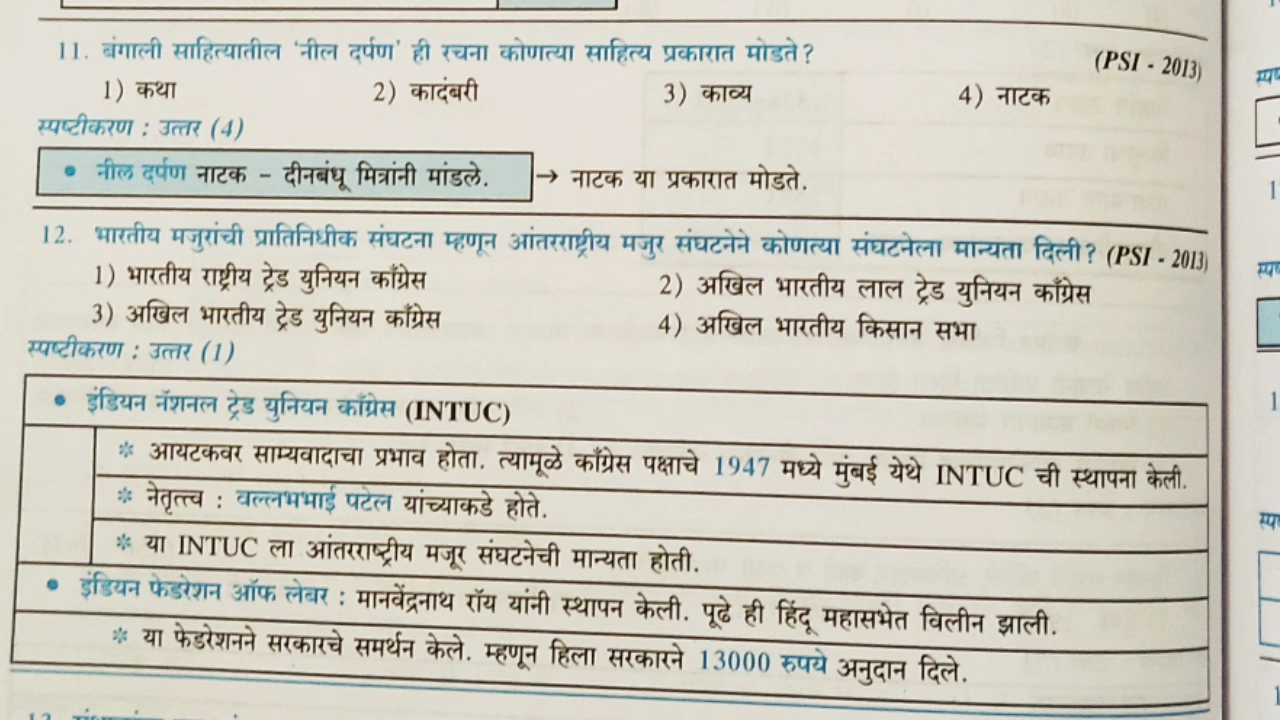 11. बंगाली साहित्यातील 'नील दर्पण' ही रचना कोणत्या साहित्य प्रकारात मोडते? (PSI - 2013)
1) कथा 2) कादंबरी 3) काव्य 4) नाटक
स्पष्टीकरण : उत्तर (4)
• नील दर्पण नाटक – दीनबंधू मित्रांनी मांडले. → नाटक या प्रकारात मोडते.
12. भारतीय मजुरांची प्रातिनिधीक संघटना म्हणून आंतरराष्ट्रीय मजुर संघटनेने कोणत्या संघटनेला मान्यता दिली? (PSI - 2013)
1) भारतीय राष्ट्रीय ट्रेड युनियन काँग्रेस 2) अखिल भारतीय लाल ट्रेड युनियन काँग्रेस
3) अखिल भारतीय ट्रेड युनियन काँग्रेस 4) अखिल भारतीय किसान सभा
स्पष्टीकरण : उत्तर (1)
• इंडियन नॅशनल ट्रेड युनियन काँग्रेस (INTUC)
* आयटकवर साम्यवादाचा प्रभाव होता. त्यामूळे काँग्रेस पक्षाचे 1947 मध्ये मुंबई येथे INTUC ची स्थापना केली.
* नेतृत्त्व : वल्लभभाई पटेल यांच्याकडे होते.
* या INTUC ला आंतरराष्ट्रीय मजूर संघटनेची मान्यता होती.
• इंडियन फेडरेशन ऑफ लेबर : मानवेंद्रनाथ रॉय यांनी स्थापन केली. पूढे ही हिंदू महासभेत विलीन झाली.
* या फेडरेशनने सरकारचे समर्थन केले. म्हणून हिला सरकारने 13000 रुपये अनुदान दिले.